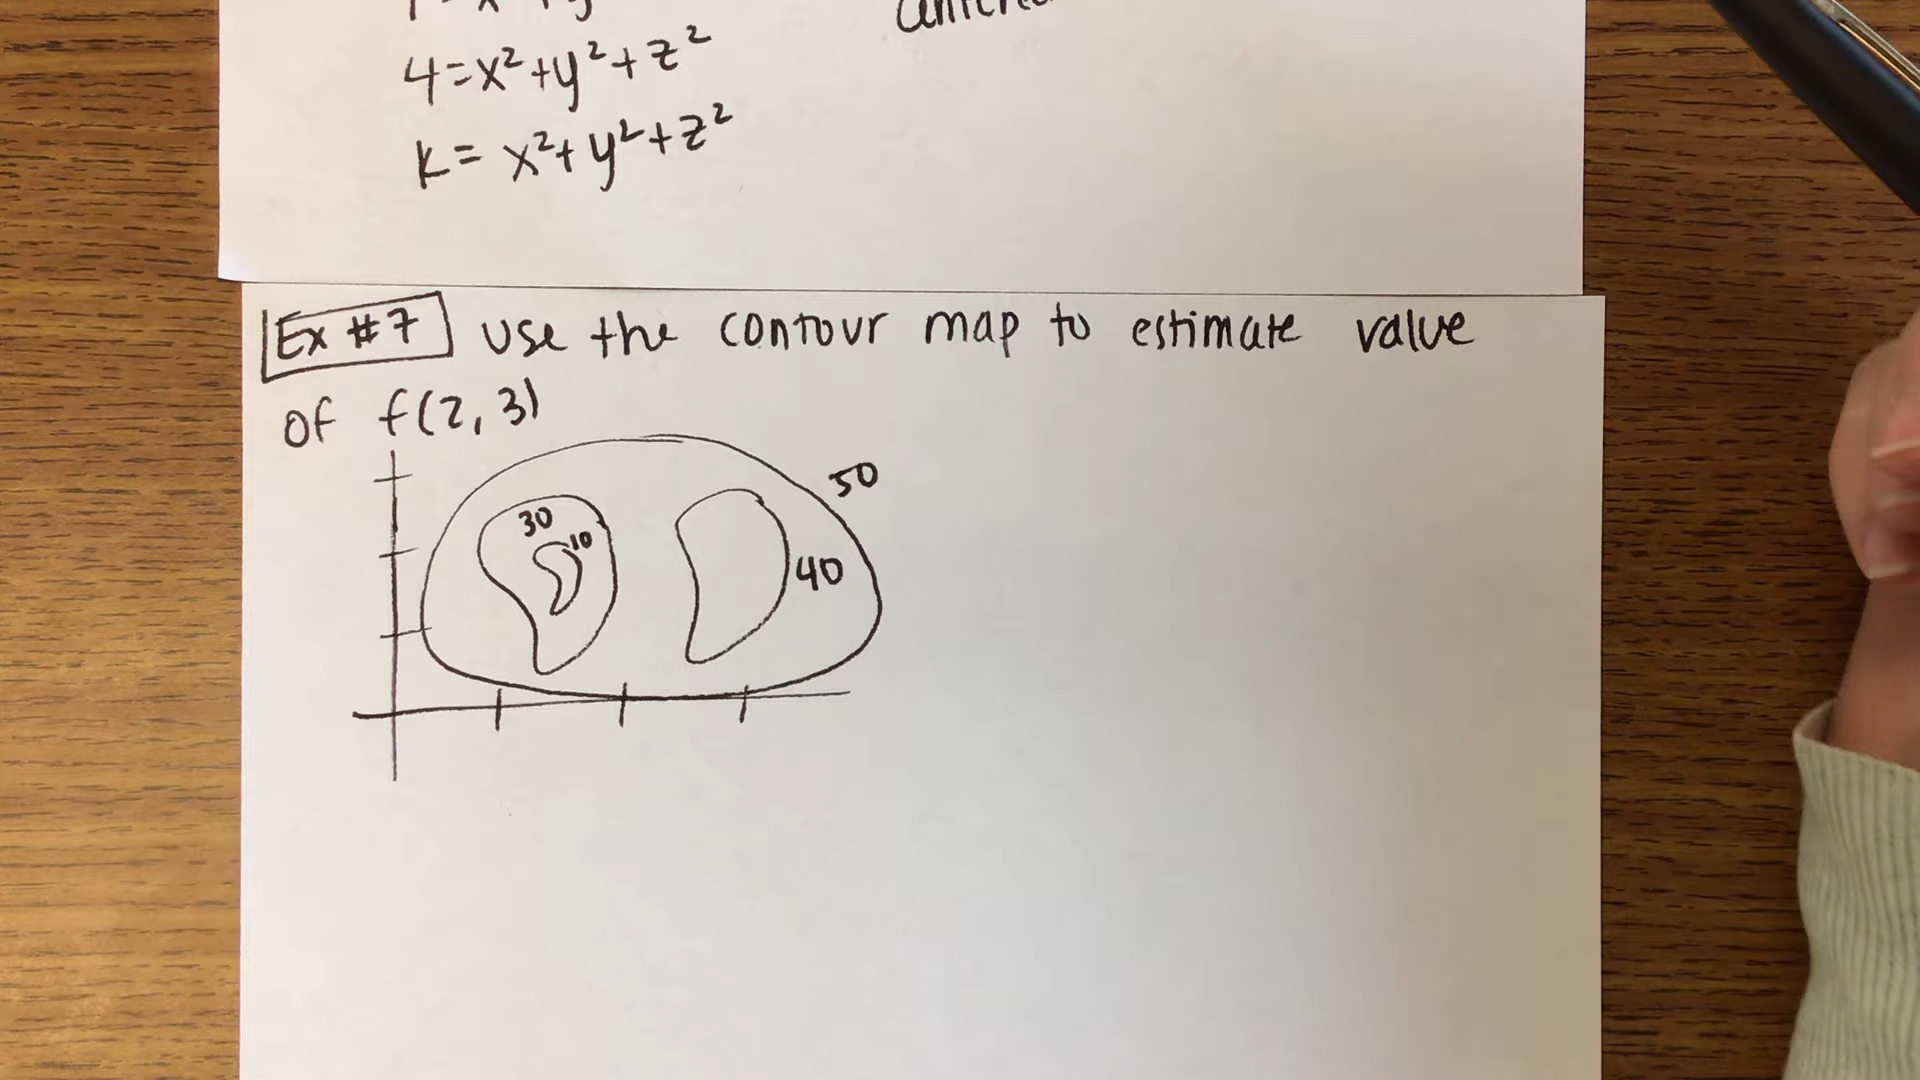 4=x²+y²+z²
k= x²+y²+z²
Ex #7 use the contour map to estimate value
of f(2,3)
50
30
10
40